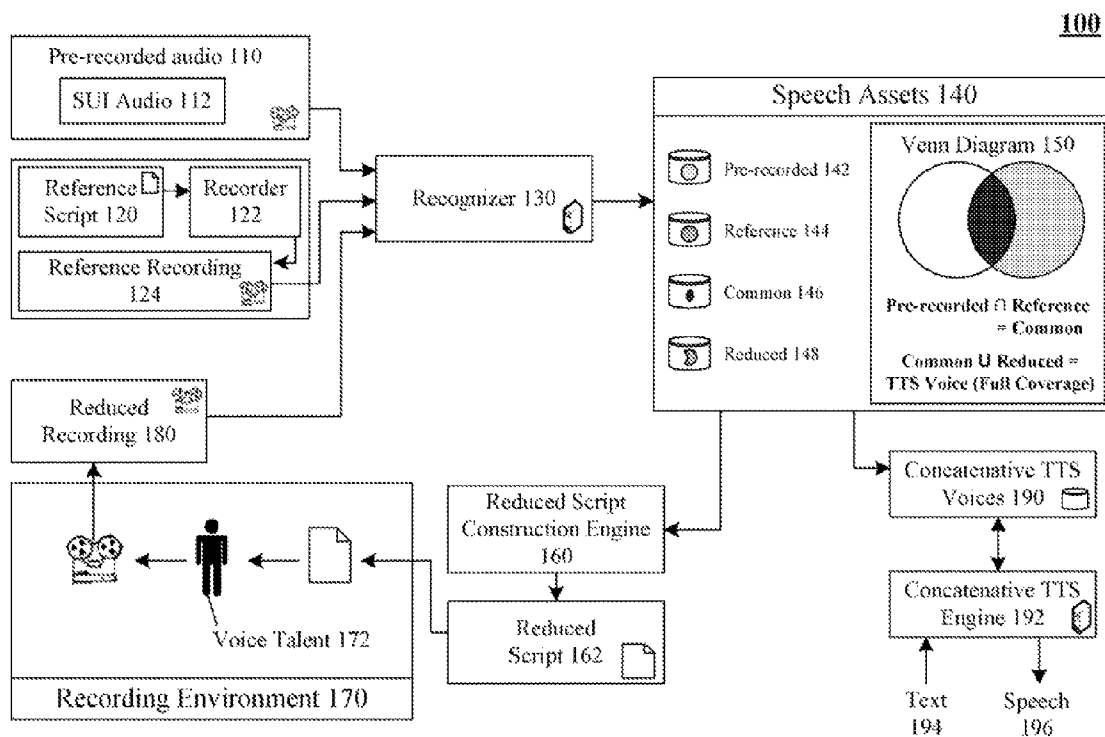 100
Pre-recorded audio 110
SUI Audio 112
Reference
Script 120
Recorder
122
Reference Recording
124
Recognizer 130
Speech Assets 140
Pre-recorded 142
Reference 144
Common 146
Reduced 148
Venn Diagram 150
Pre-recorded ∩ Reference
= Common
Common U Reduced =
TTS Voice (Full Coverage)
Reduced
Recording 180
Voice Talent 172
Recording Environment 170
Reduced Script
Construction Engine
160
Reduced
Script 162
Concatenative TTS
Voices 190
Concatenative TTS
Engine 192
Text
194
Speech
196